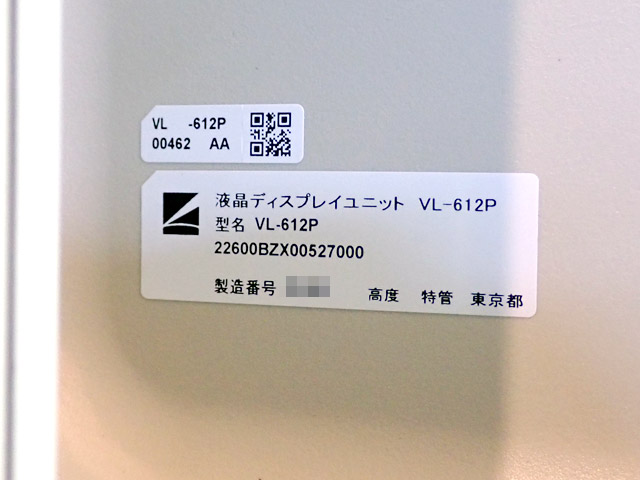 VL -612P
00462 AA
液晶ディスプレイユニット VL-612P
型名 VL-612P
22600BZX00527000
製造番号 高度 特管 東京都